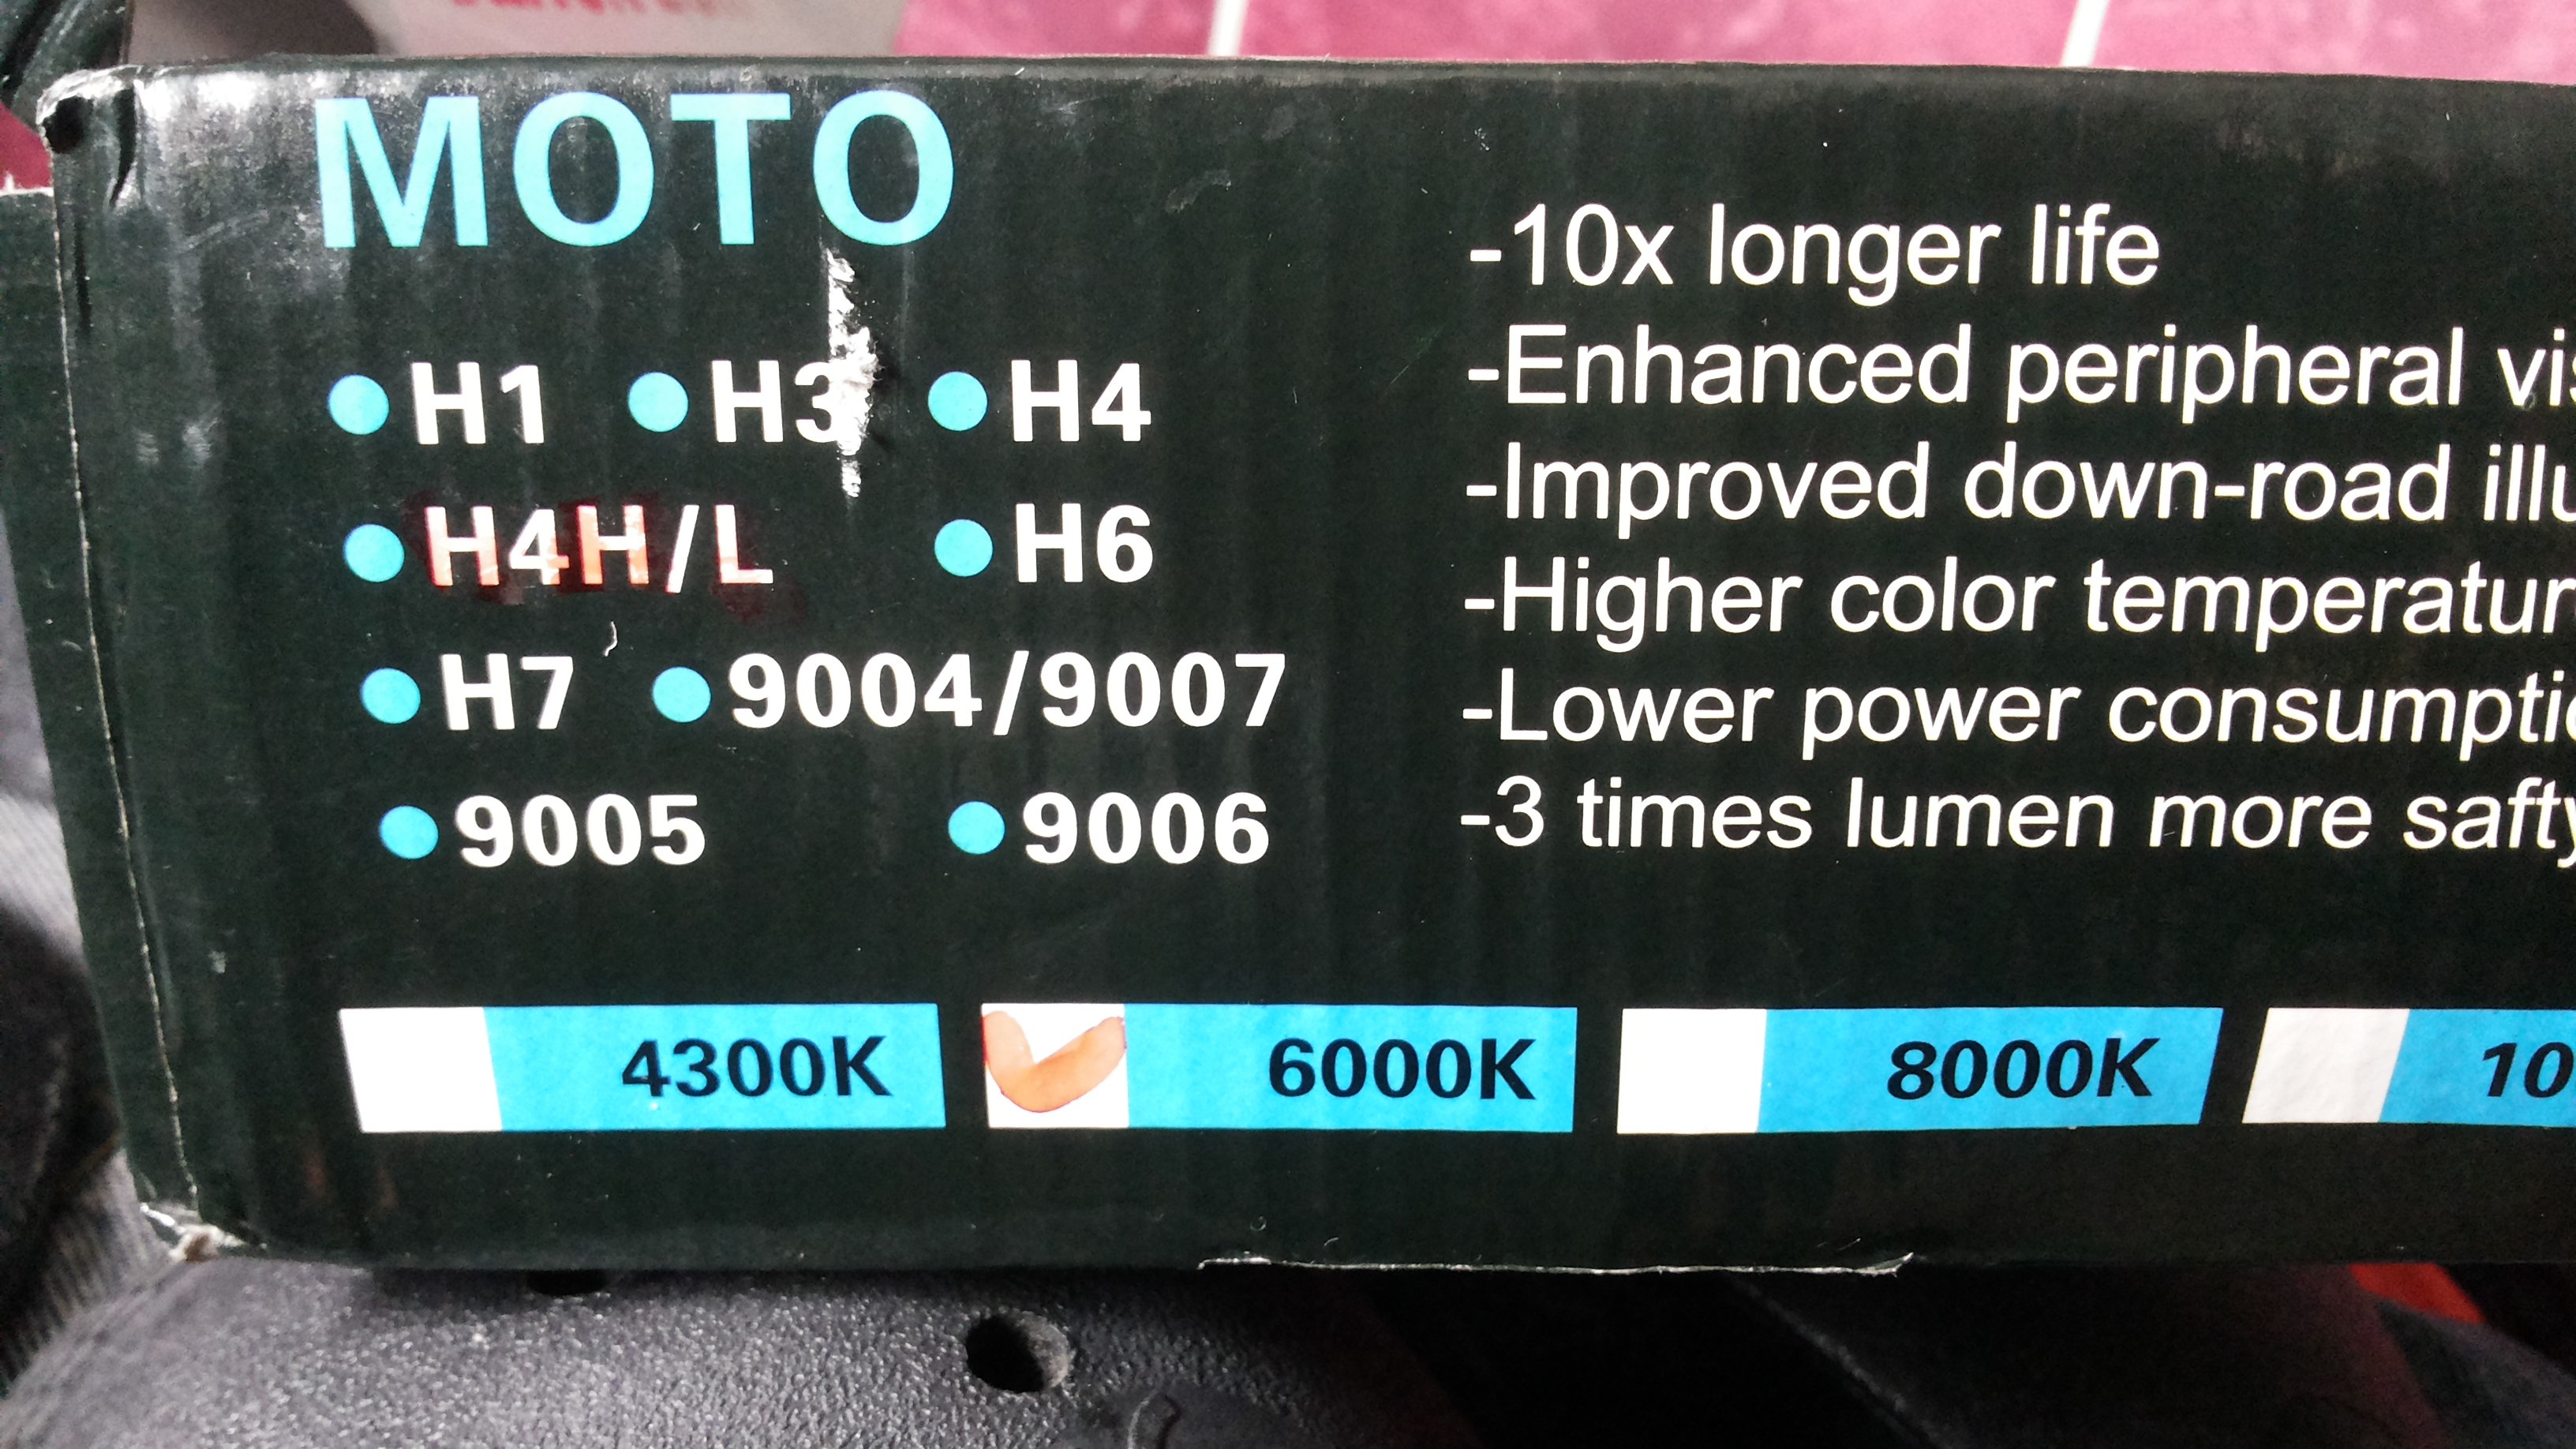 MOTO
H1 H3 H4
H4H/L H6
H7 9004/9007
9005 9006
-10x longer life
-Enhanced peripheral
-Improved down-road
-Higher color
-Lower power
-3 times lumen more safty
4300K 6000K 8000K